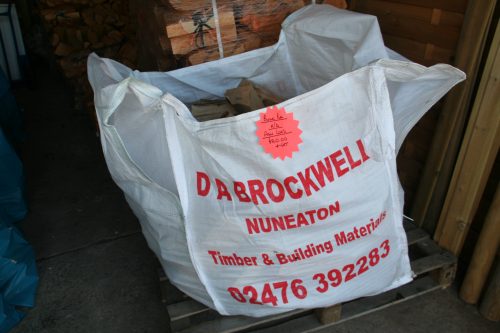 D A BROCKWELL
NUNEATON
Timber & Building Materials
02476 392283